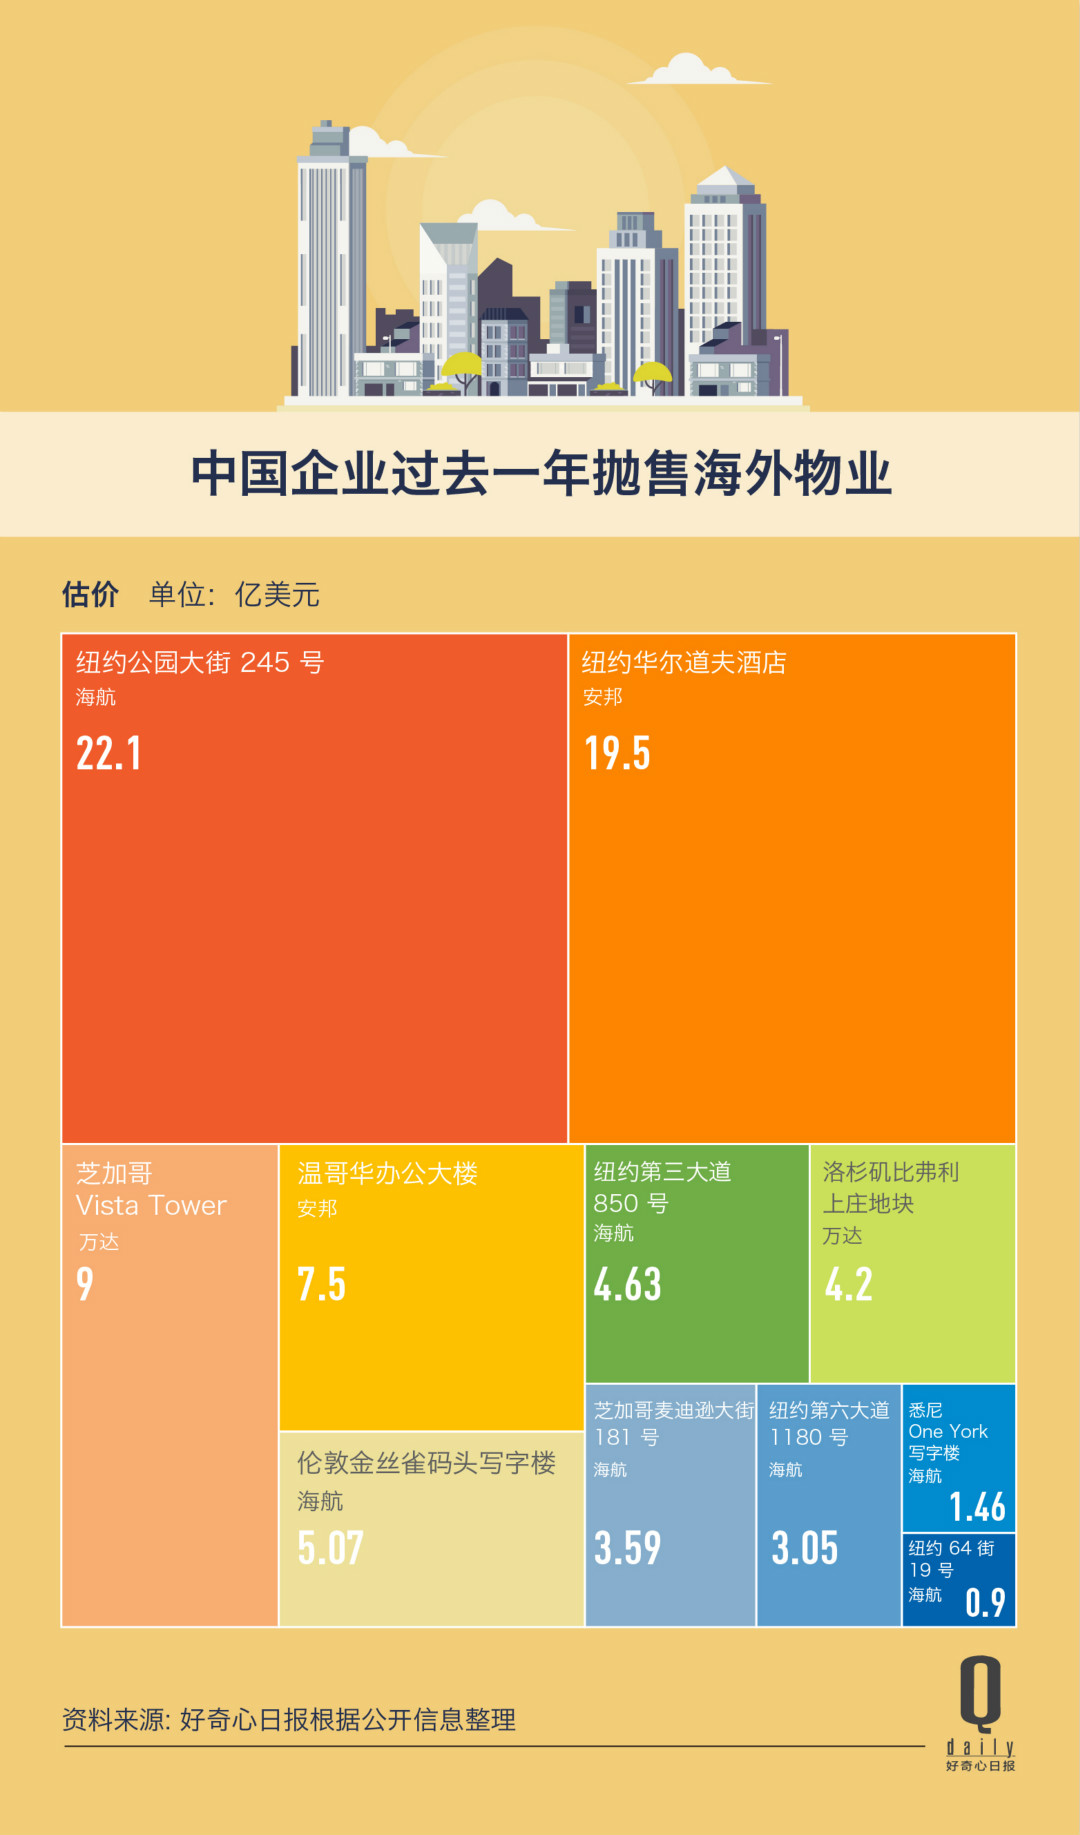 中国企业过去一年抛售海外物业
估价 单位：亿美元
纽约公园大街 245 号
海航
22.1
纽约华尔道夫酒店
安邦
19.5
芝加哥
Vista Tower
万达
9
温哥华办公大楼
安邦
7.5
伦敦金丝雀码头写字楼
海航
5.07
纽约第三大道
850 号
海航
4.63
洛杉矶比弗利
上庄地块
万达
4.2
芝加哥麦迪逊大街
181 号
海航
3.59
纽约第六大道
1180 号
海航
3.05
悉尼
One York
写字楼
海航
1.46
纽约 64 街
19 号
海航
0.9
资料来源: 好奇心日报根据公开信息整理
Q
daily
好奇心日报